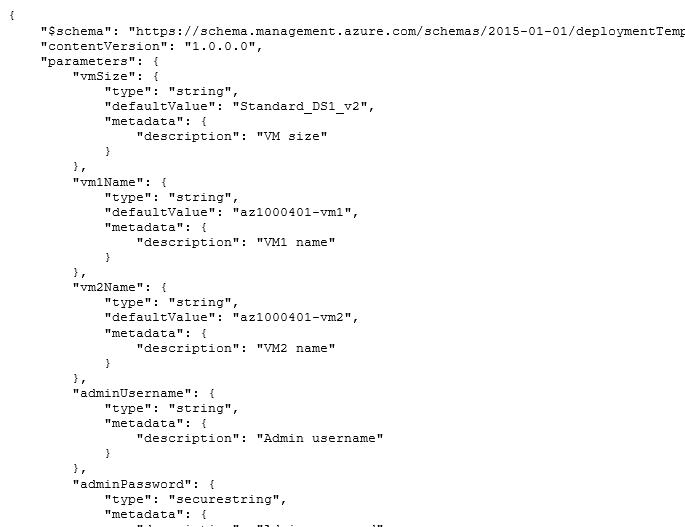 {
    "$schema": "https://schema.management.azure.com/schemas/2015-01-01/deploymentTemp
    "contentVersion": "1.0.0.0",
    "parameters": {
        "vmSize": {
            "type": "string",
            "defaultValue": "Standard_DS1_v2",
            "metadata": {
                "description": "VM size"
            }
        },
        "vm1Name": {
            "type": "string",
            "defaultValue": "az1000401-vm1",
            "metadata": {
                "description": "VM1 name"
            }
        },
        "vm2Name": {
            "type": "string",
            "defaultValue": "az1000401-vm2",
            "metadata": {
                "description": "VM2 name"
            }
        },
        "adminUsername": {
            "type": "string",
            "metadata": {
                "description": "Admin username"
            }
        },
        "adminPassword": {
            "type": "securestring",
            "metadata": {